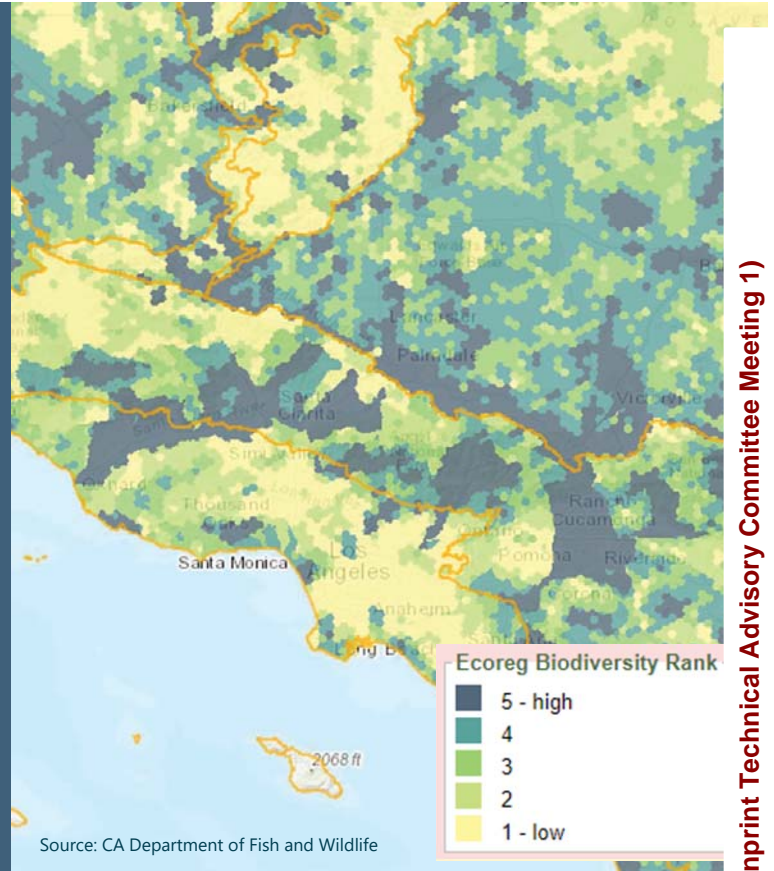 Bakersfield
Lancaster
Palmdale
Victorville
Santa
Clarita
Simi Valley
Oxnard
Thousand
Oaks
Rancho
Cucamonga
Ontario
Pomona
Riverside
Corona
Los
Angeles
Santa Monica
Anaheim
Long Beach
2068 ft
Ecoreg Biodiversity Rank
5 - high
4
3
2
1 - low
Source: CA Department of Fish and Wildlife
nprint Technical Advisory Committee Meeting 1)